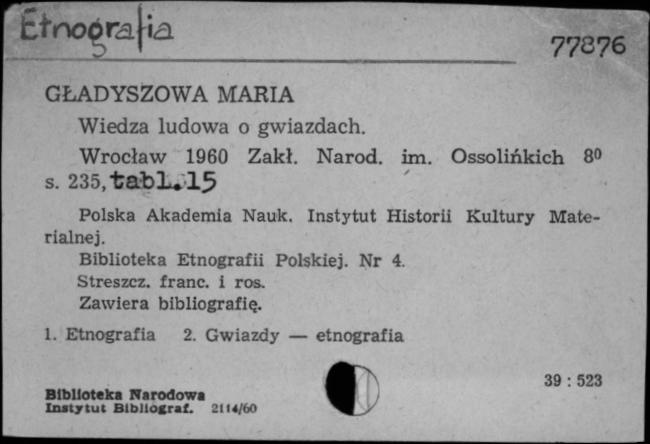 Etnografia
77876
GŁADYSZOWA MARIA
Wiedza ludowa o gwiazdach.
Wrocław 1960 Zakł. Narod. im. Ossolińkich 8⁰
s. 235, tabl. 15
Polska Akademia Nauk. Instytut Historii Kultury Mate-
rialnej.
Biblioteka Etnografii Polskiej. Nr 4.
Streszcz. franc. i ros.
Zawiera bibliografię.
1. Etnografia 2. Gwiazdy — etnografia
39 : 523
Biblioteka Narodowa
Instytut Bibliograf. 2114/60